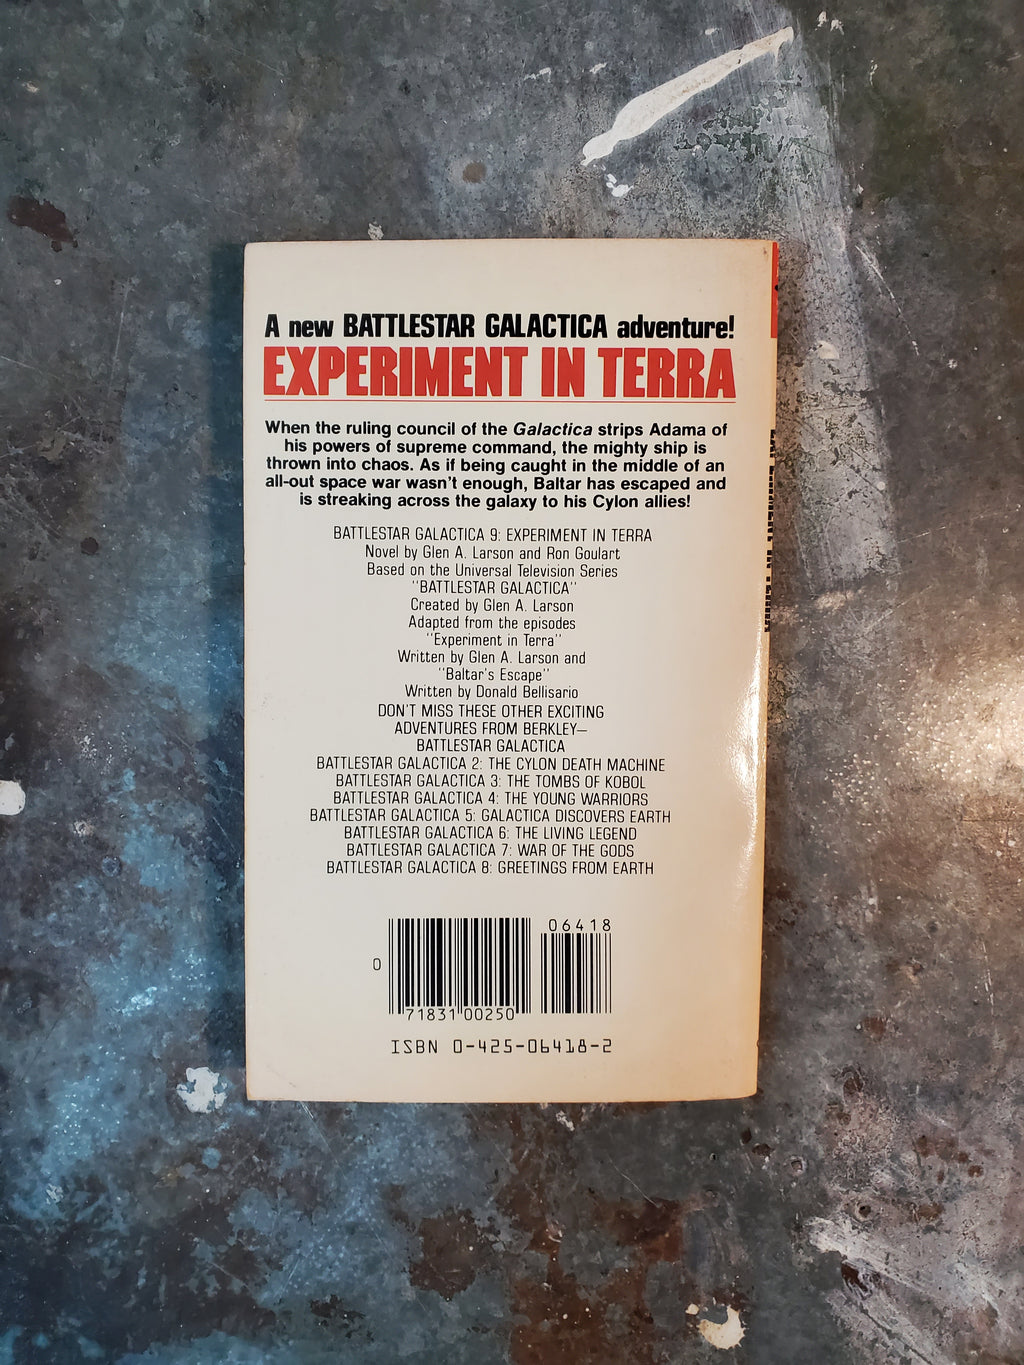 A new BATTLESTAR GALACTICA adventure!
EXPERIMENT IN TERRA
When the ruling council of the Galactica strips Adama of
his powers of supreme command, the mighty ship is
thrown into chaos. As if being caught in the middle of an
all-out space war wasn't enough, Baltar has escaped and
is streaking across the galaxy to his Cylon allies!
BATTLESTAR GALACTICA 9: EXPERIMENT IN TERRA
Novel by Glen A. Larson and Ron Goulart
Based on the Universal Television Series
"BATTLESTAR GALACTICA"
Created by Glen A. Larson
Adapted from the episodes
"Experiment in Terra"
Written by Glen A. Larson and
"Baltar's Escape"
Written by Donald Bellisario
DON'T MISS THESE OTHER EXCITING
ADVENTURES FROM BERKLEY—
BATTLESTAR GALACTICA
BATTLESTAR GALACTICA 2: THE CYLON DEATH MACHINE
BATTLESTAR GALACTICA 3: THE TOMBS OF KOBOL
BATTLESTAR GALACTICA 4: THE YOUNG WARRIORS
BATTLESTAR GALACTICA 5: GALACTICA DISCOVERS EARTH
BATTLESTAR GALACTICA 6: THE LIVING LEGEND
BATTLESTAR GALACTICA 7: WAR OF THE GODS
BATTLESTAR GALACTICA 8: GREETINGS FROM EARTH
06418
0
71831 00250
ISBN 0-425-06418-2